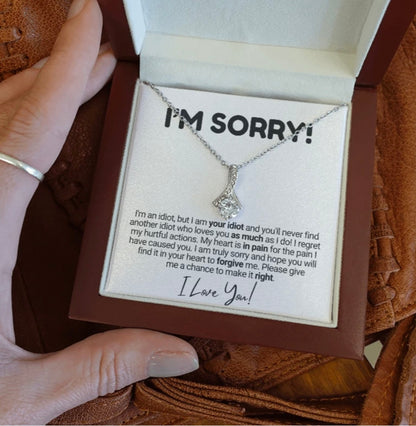 I'M SORRY!
I'm an idiot, but I am your idiot and you'll never find
another idiot who loves you as much as I do! I regret
my hurtful actions. My heart is in pain for the pain I
have caused you. I am truly sorry and hope you will
find it in your heart to forgive me. Please give
me a chance to make it right.
I Love You!